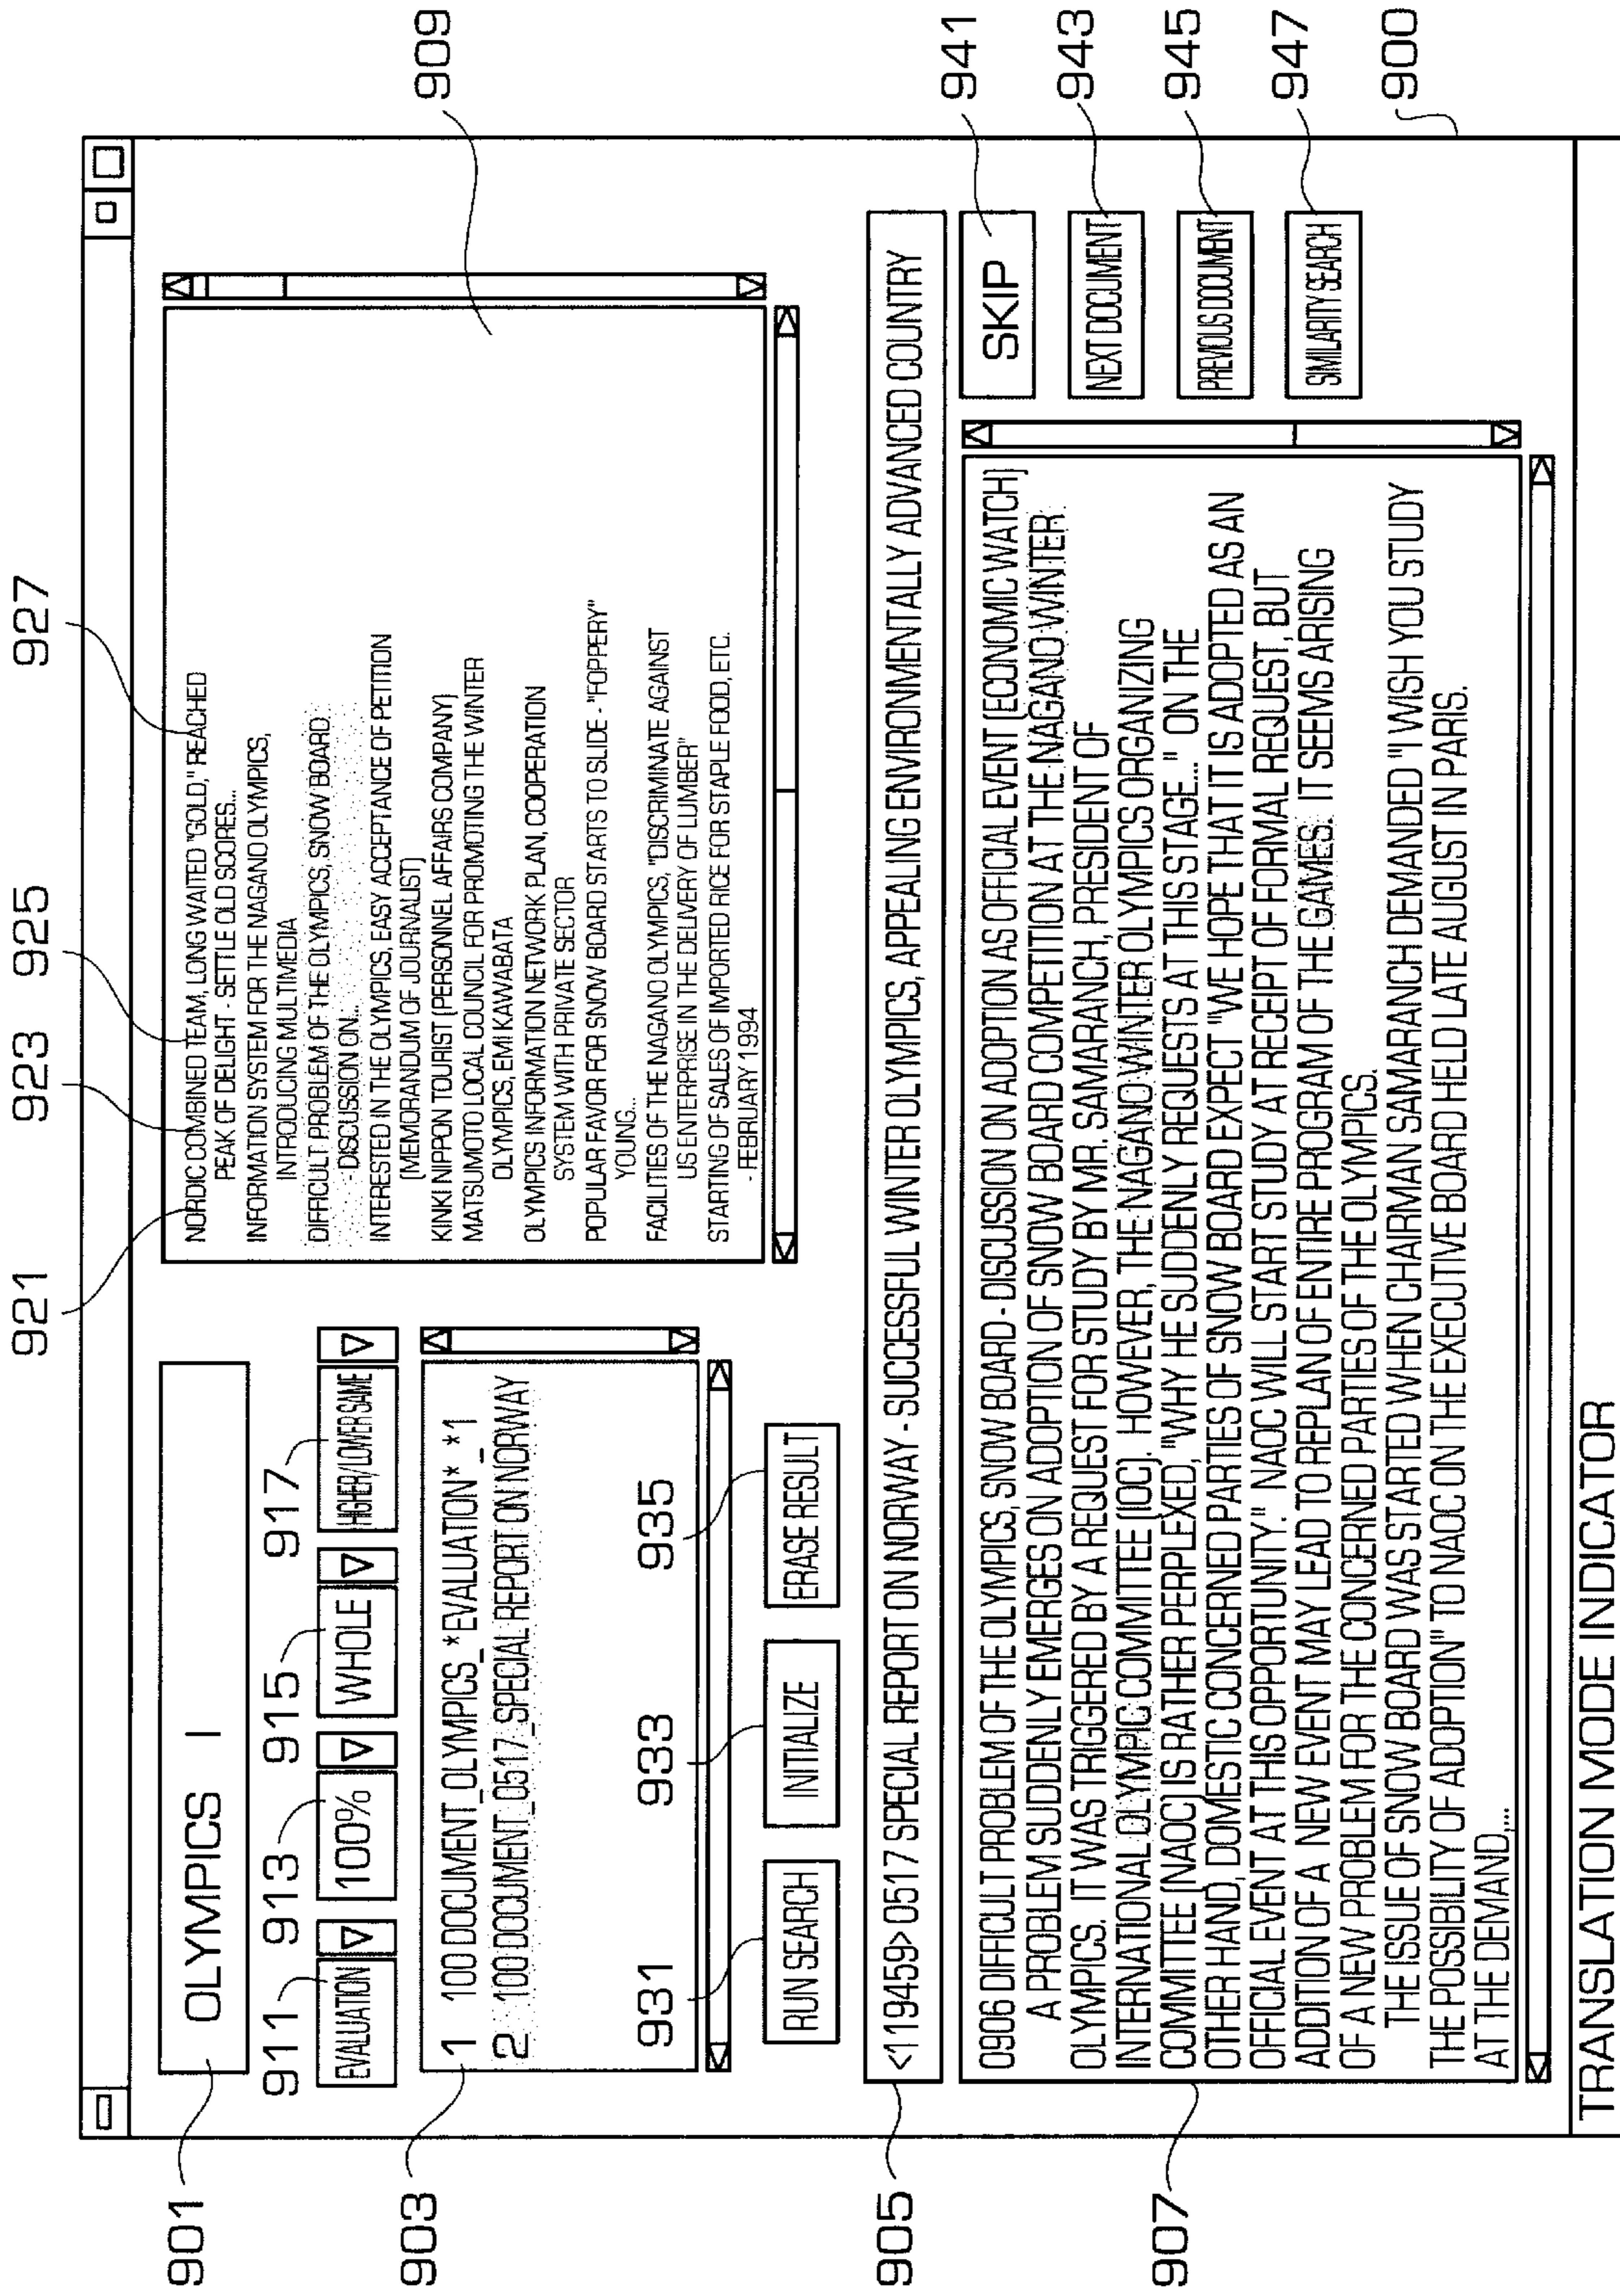 921 923 925 927
901
OLYMPICS
911 913 915 917
EVALUATION 100% WHOLE HIGHER/LOWER SAME
903
1 100 DOCUMENT_OLYMPICS_*EVALUATION*_*1
2 100 DOCUMENT_0517_SPECIAL REPORT ON NORWAY
931 933 935
RUN SEARCH INITIALIZE ERASE RESULT
NORDIC COMBINED TEAM, LONG WAITED "GOLD," REACHED
PEAK OF DELIGHT - SETTLE OLD SCORES...
INFORMATION SYSTEM FOR THE NAGANO OLYMPICS,
INTRODUCING MULTIMEDIA
DIFFICULT PROBLEM OF THE OLYMPICS, SNOW BOARD
- DISCUSSION ON...
INTERESTED IN THE OLYMPICS, EASY ACCEPTANCE OF PETITION
(MEMORANDUM OF JOURNALIST)
KINKI NIPPON TOURIST (PERSONNEL AFFAIRS COMPANY)
MATSUMOTO LOCAL COUNCIL FOR PROMOTING THE WINTER
OLYMPICS, EMI KAWABATA
OLYMPICS INFORMATION NETWORK PLAN, COOPERATION
SYSTEM WITH PRIVATE SECTOR
POPULAR FAVOR FOR SNOW BOARD STARTS TO SLIDE - "FOPPERY"
YOUNG...
FACILITIES OF THE NAGANO OLYMPICS, "DISCRIMINATE AGAINST
US ENTERPRISE IN THE DELIVERY OF LUMBER"
STARTING OF SALES OF IMPORTED RICE FOR STAPLE FOOD, ETC.
- FEBRUARY 1994
909
905
<119459> 0517 SPECIAL REPORT ON NORWAY - SUCCESSFUL WINTER OLYMPICS, APPEALING ENVIRONMENTALLY ADVANCED COUNTRY
907
0906 DIFFICULT PROBLEM OF THE OLYMPICS, SNOW BOARD - DISCUSSION ON ADOPTION AS OFFICIAL EVENT (ECONOMIC WATCH)
A PROBLEM SUDDENLY EMERGES ON ADOPTION OF SNOW BOARD COMPETITION AT THE NAGANO WINTER
OLYMPICS. IT WAS TRIGGERED BY A REQUEST FOR STUDY BY MR. SAMARANCH, PRESIDENT OF
INTERNATIONAL OLYMPIC COMMITTEE (IOC). HOWEVER, THE NAGANO WINTER OLYMPICS ORGANIZING
COMMITTEE (NAOC) IS RATHER PERPLEXED, "WHY HE SUDDENLY REQUESTS AT THIS STAGE..." ON THE
OTHER HAND, DOMESTIC CONCERNED PARTIES OF SNOW BOARD EXPECT "WE HOPE THAT IT IS ADOPTED AS AN
OFFICIAL EVENT AT THIS OPPORTUNITY." NAOC WILL START STUDY AT RECEIPT OF FORMAL REQUEST, BUT
ADDITION OF A NEW EVENT MAY LEAD TO REPLAN OF ENTIRE PROGRAM OF THE GAMES. IT SEEMS ARISING
OF A NEW PROBLEM FOR THE CONCERNED PARTIES OF THE OLYMPICS.
THE ISSUE OF SNOW BOARD WAS STARTED WHEN CHAIRMAN SAMARANCH DEMANDED "I WISH YOU STUDY
THE POSSIBILITY OF ADOPTION" TO NAOC ON THE EXECUTIVE BOARD HELD LATE AUGUST IN PARIS.
AT THE DEMAND,...
SKIP 941
NEXT DOCUMENT 943
PREVIOUS DOCUMENT 945
SIMILARITY SEARCH 947
900
TRANSLATION MODE INDICATOR